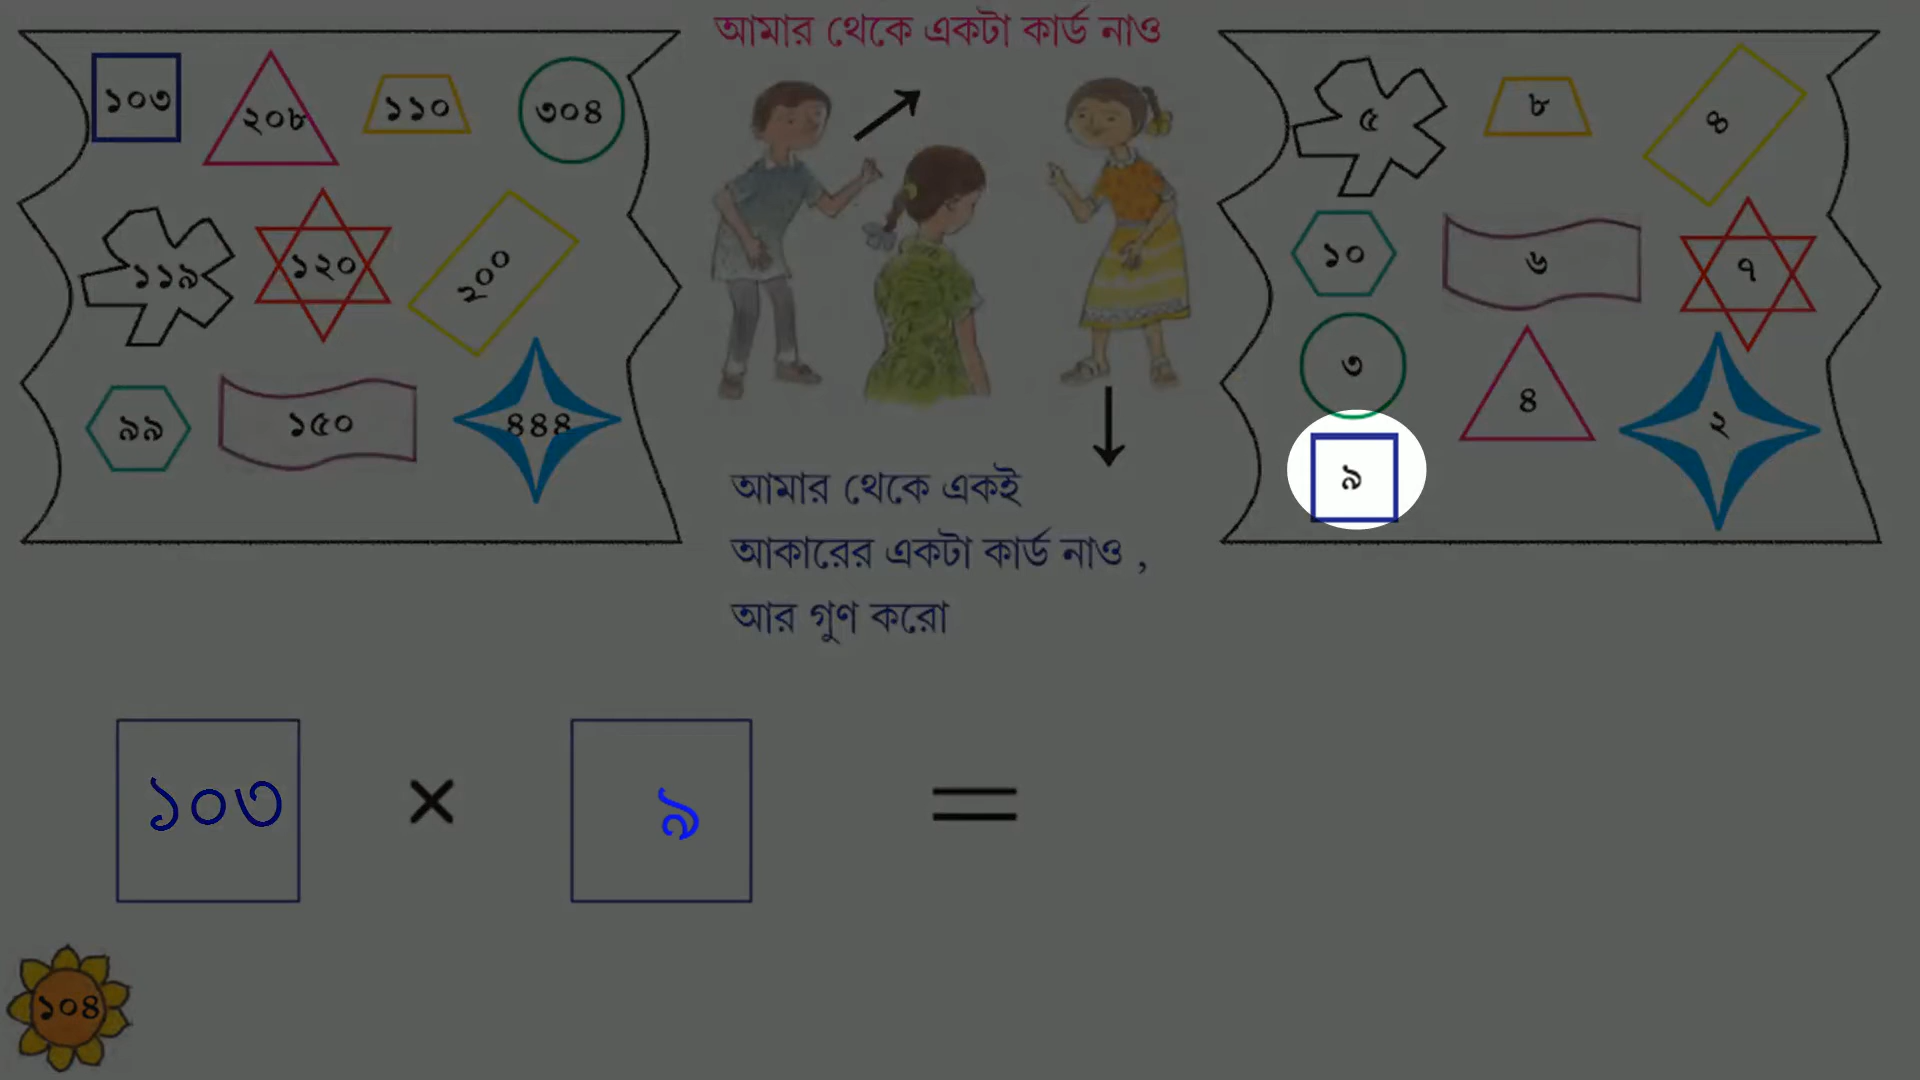 আমার থেকে একটা কার্ড নাও
১০৩ ২০৮ ১১০ ৩০৪
১১৯ ১২০ ২০০
৯৯ ১৫০ ৪৪৪
৫ ৮ ৪
১০ ৬ ৭
৩ ৪ ২
৯
আমার থেকে একই
আকারের একটা কার্ড নাও ,
আর গুণ করো
১০৩ × ৯ =
১০৪